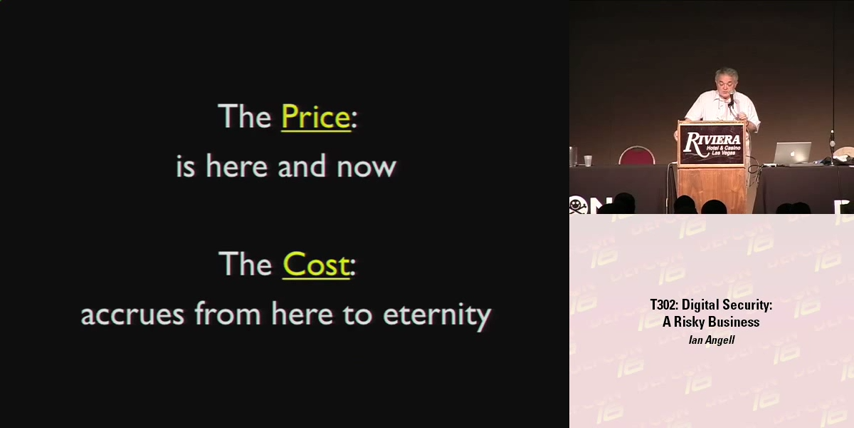 The Price:
is here and now
The Cost:
accrues from here to eternity
RIVIERA
Hotel & Casino
Las Vegas
T302: Digital Security:
A Risky Business
Ian Angell